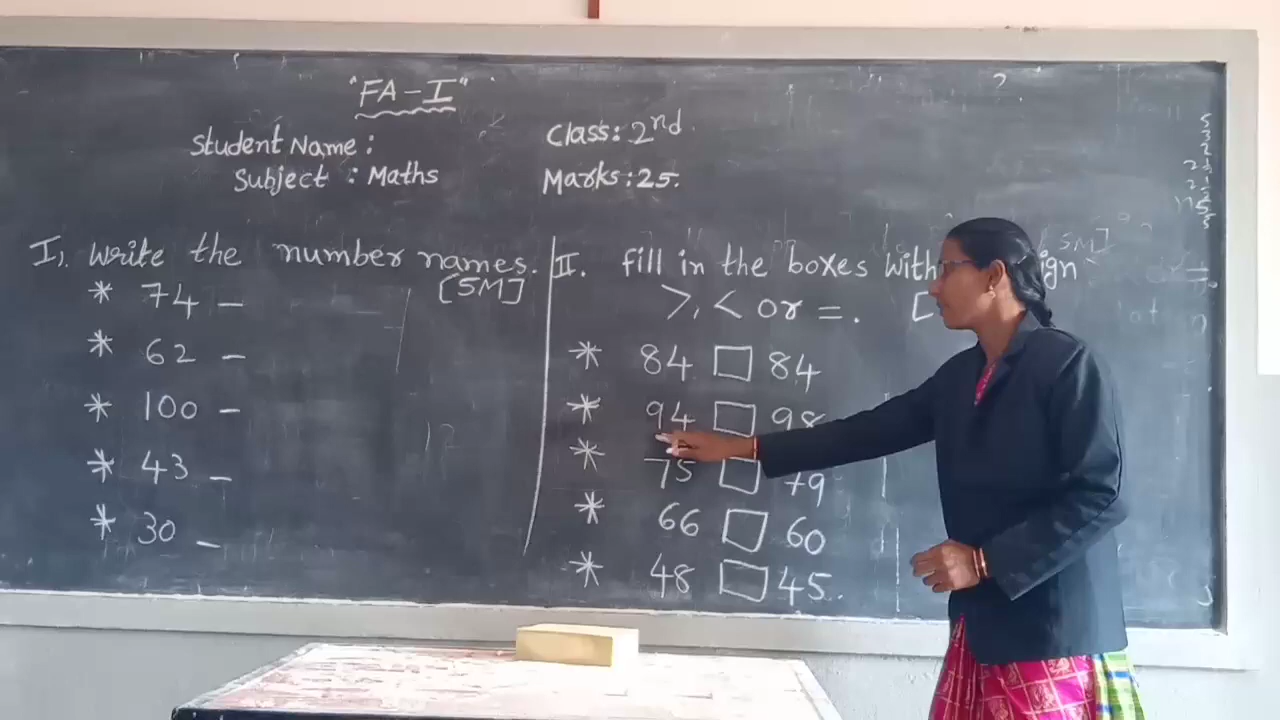 "FA-I"
Student Name :
Class: 2nd
Subject : Maths
Marks: 25.
I). Write the number names.
[5M]
* 74 –
* 62 –
* 100 –
* 43 –
* 30 –
II. fill in the boxes with
>, < or =.
* 84 □ 84
* 94 □ 98
* 75 □ 79
* 66 □ 60
* 48 □ 45.